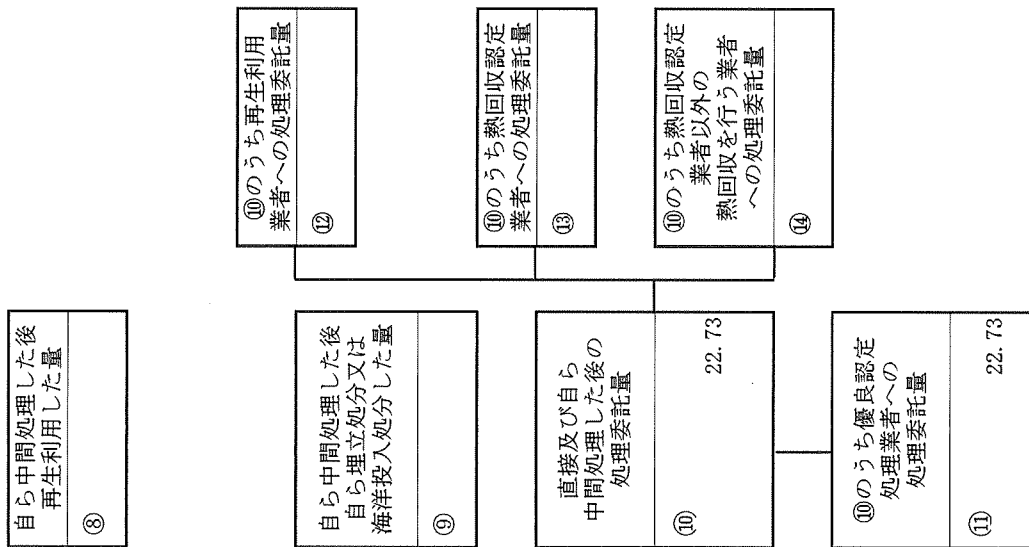 自ら中間処理した後
再生利用した量
⑧
自ら中間処理した後
自ら埋立処分又は
海洋投入処分した量
⑨
直接及び自ら
中間処理した後の
処理委託量
⑩
22.73
⑩のうち優良認定
処理業者への
処理委託量
⑪
22.73
⑩のうち再生利用
業者への処理委託量
⑫
⑩のうち熱回収認定
業者への処理委託量
⑬
⑩のうち熱回収認定
業者以外の
熱回収を行う業者
への処理委託量
⑭